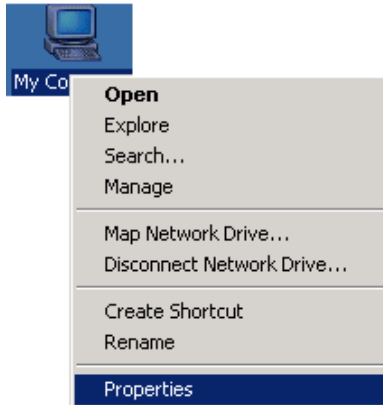 My Co
Open
Explore
Search...
Manage
Map Network Drive...
Disconnect Network Drive...
Create Shortcut
Rename
Properties